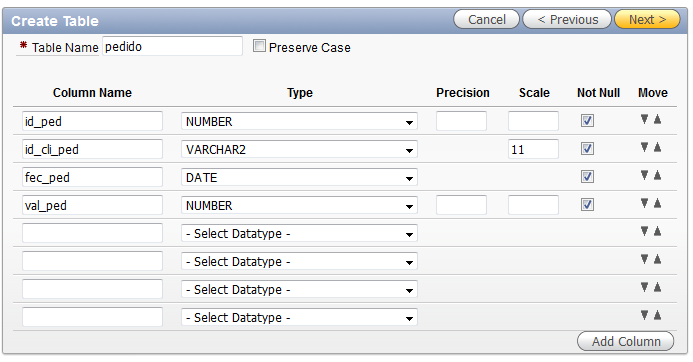 Create Table
Cancel < Previous Next >
* Table Name pedido Preserve Case
Column Name Type Precision Scale Not Null Move
id_ped NUMBER
id_cli_ped VARCHAR2 11
fec_ped DATE
val_ped NUMBER
- Select Datatype -
- Select Datatype -
- Select Datatype -
- Select Datatype -
Add Column